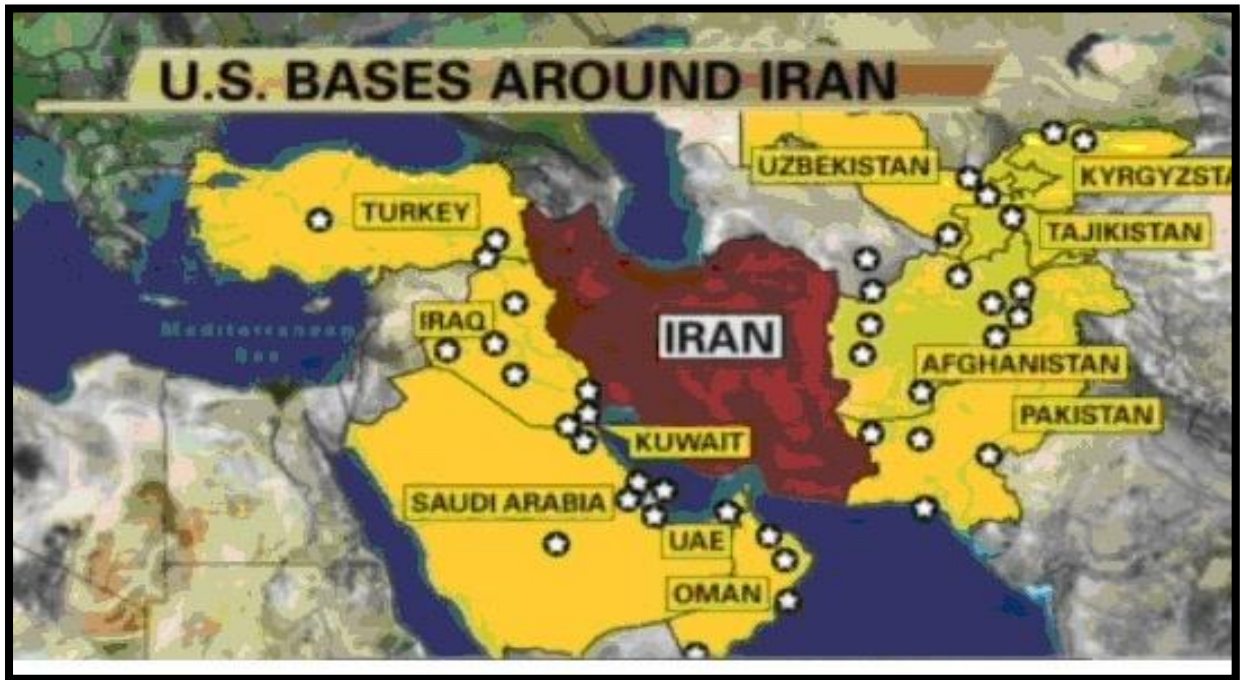 U.S. BASES AROUND IRAN
UZBEKISTAN
KYRGYZSTA
TURKEY
TAJIKISTAN
Mediterranean
Sea
IRAQ
IRAN
AFGHANISTAN
PAKISTAN
KUWAIT
SAUDI ARABIA
UAE
OMAN